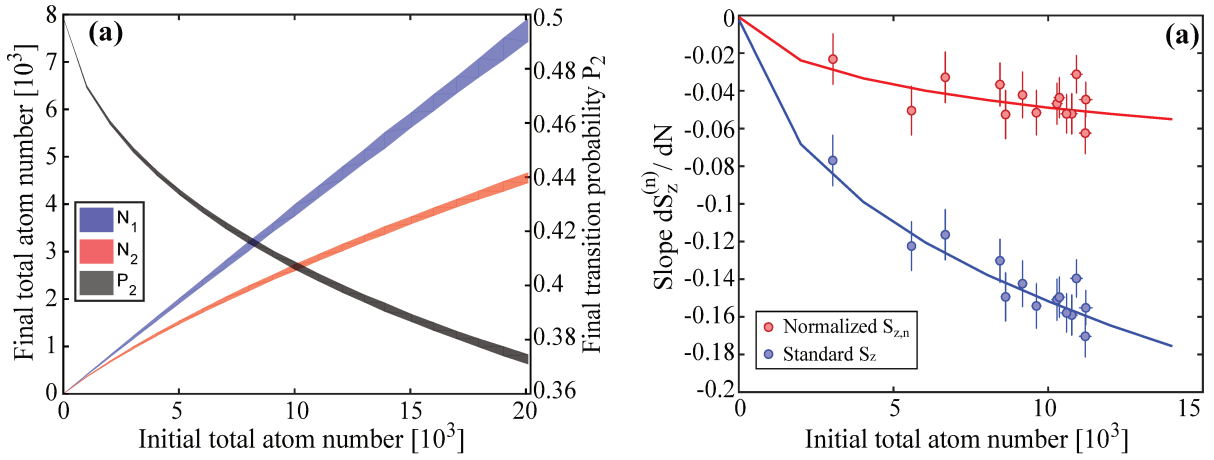 (a)
Final total atom number [10³]
8
7
6
5
4
3
2
1
0
N₁
N₂
P₂
0 5 10 15 20
Initial total atom number [10³]
0.5
0.48
0.46
0.44
0.42
0.4
0.38
0.36
Final transition probability P₂
(a)
Slope dS_z⁽ⁿ⁾/ dN
0
-0.02
-0.04
-0.06
-0.08
-0.1
-0.12
-0.14
-0.16
-0.18
-0.2
Normalized S_z,n
Standard S_z
0 5 10 15
Initial total atom number [10³]